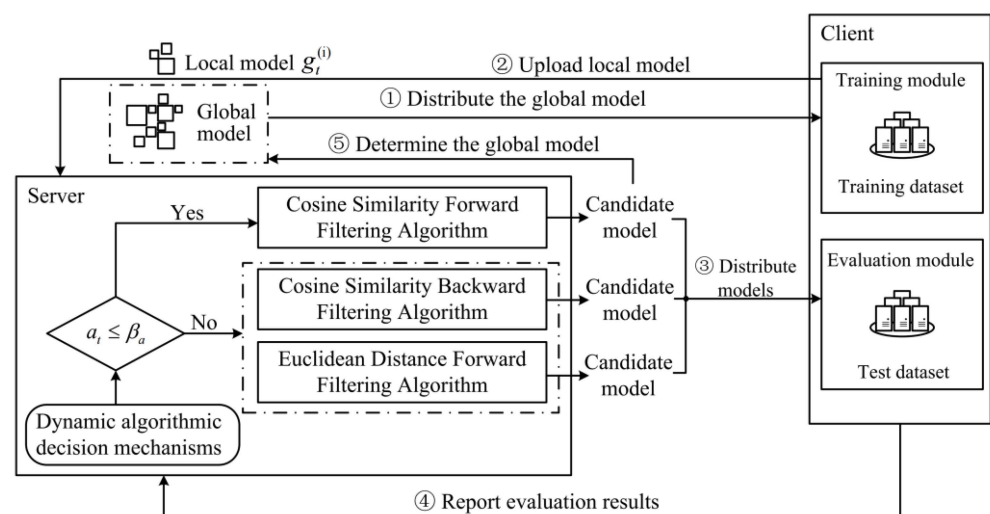 Local model g_t^(i)
Global
model
② Upload local model
① Distribute the global model
⑤ Determine the global model
Client
Training module
Training dataset
Server
Yes
Cosine Similarity Forward
Filtering Algorithm
Candidate
model
a_t ≤ β_a
No
Cosine Similarity Backward
Filtering Algorithm
Candidate
model
Euclidean Distance Forward
Filtering Algorithm
Candidate
model
Dynamic algorithmic
decision mechanisms
③ Distribute
models
Evaluation module
Test dataset
④ Report evaluation results